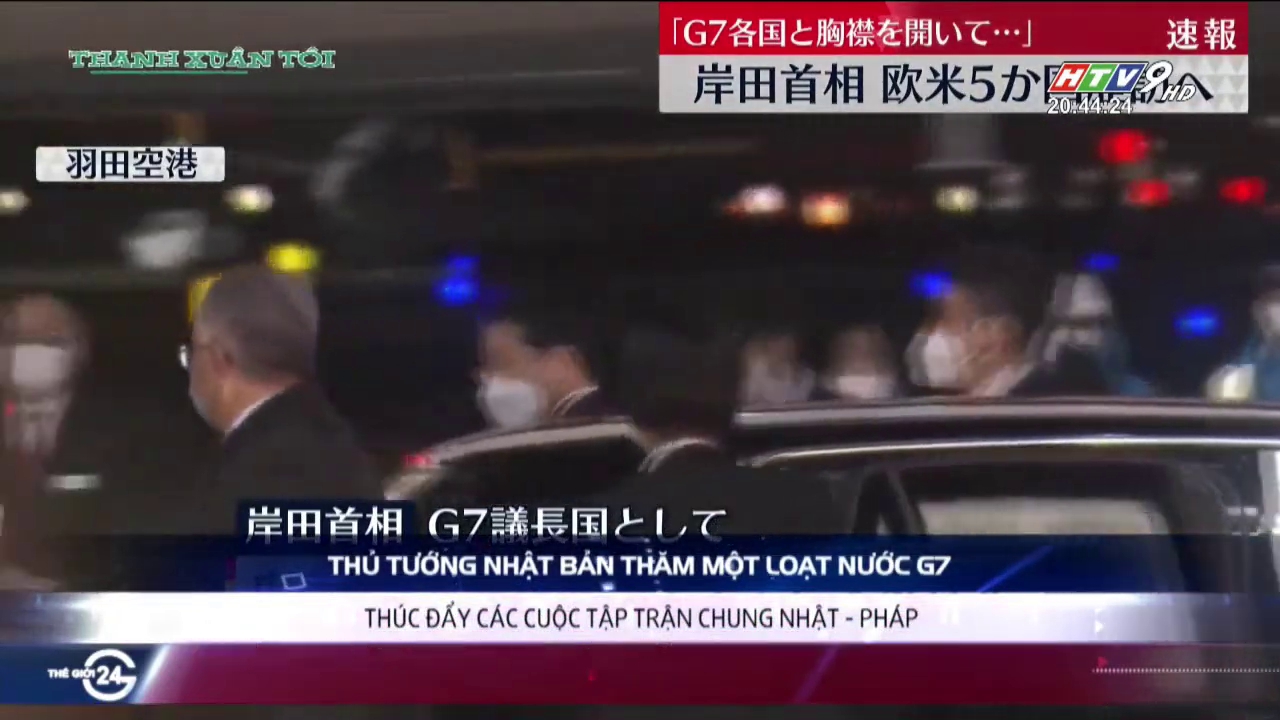 THANH XUÂN TÔI
「G7各国と胸襟を開いて…」
速報
岸田首相 欧米5か国
へ
HTV9 HD
20:44:24
羽田空港
岸田首相 G7議長国として
THỦ TƯỚNG NHẬT BẢN THĂM MỘT LOẠT NƯỚC G7
THÚC ĐẨY CÁC CUỘC TẬP TRẬN CHUNG NHẬT - PHÁP
THẾ GIỚI 24G